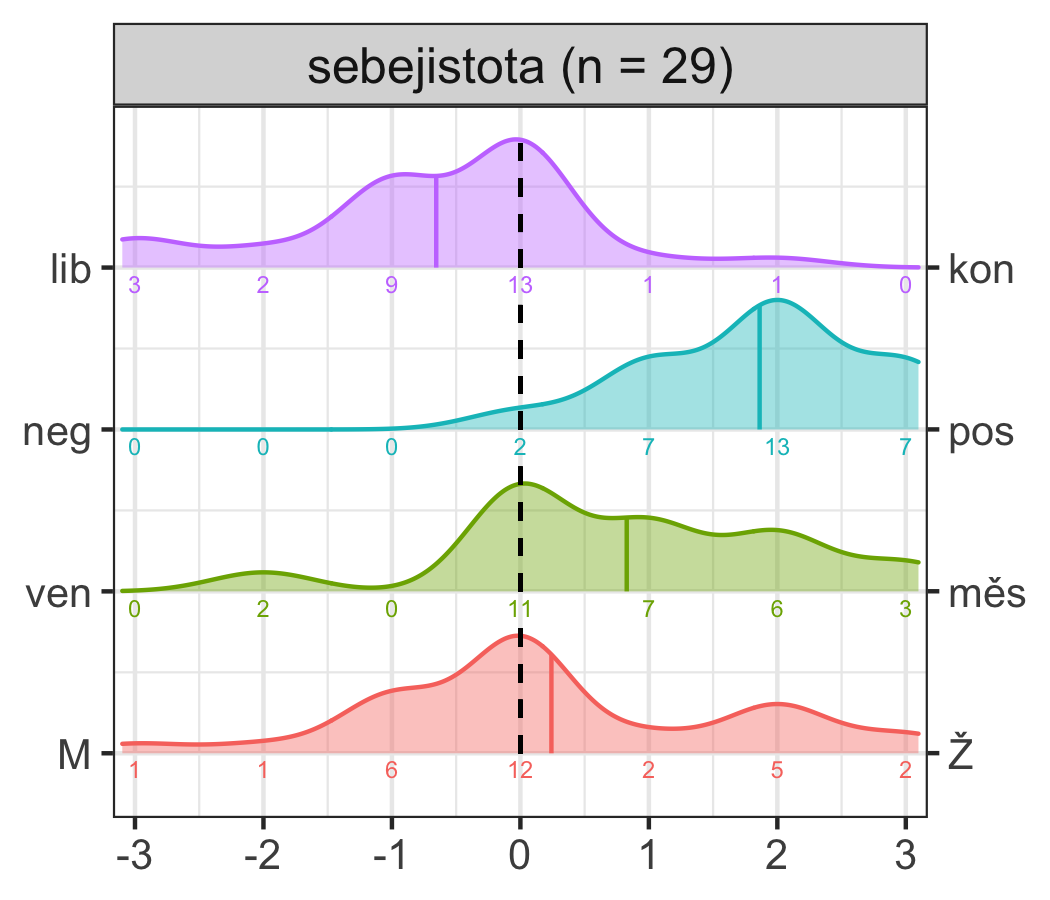 sebejistota (n = 29)
lib kon
3 2 9 13 1 1 0
neg pos
0 0 0 2 7 13 7
ven měs
0 2 0 11 7 6 3
M Ž
1 1 6 12 2 5 2
-3 -2 -1 0 1 2 3